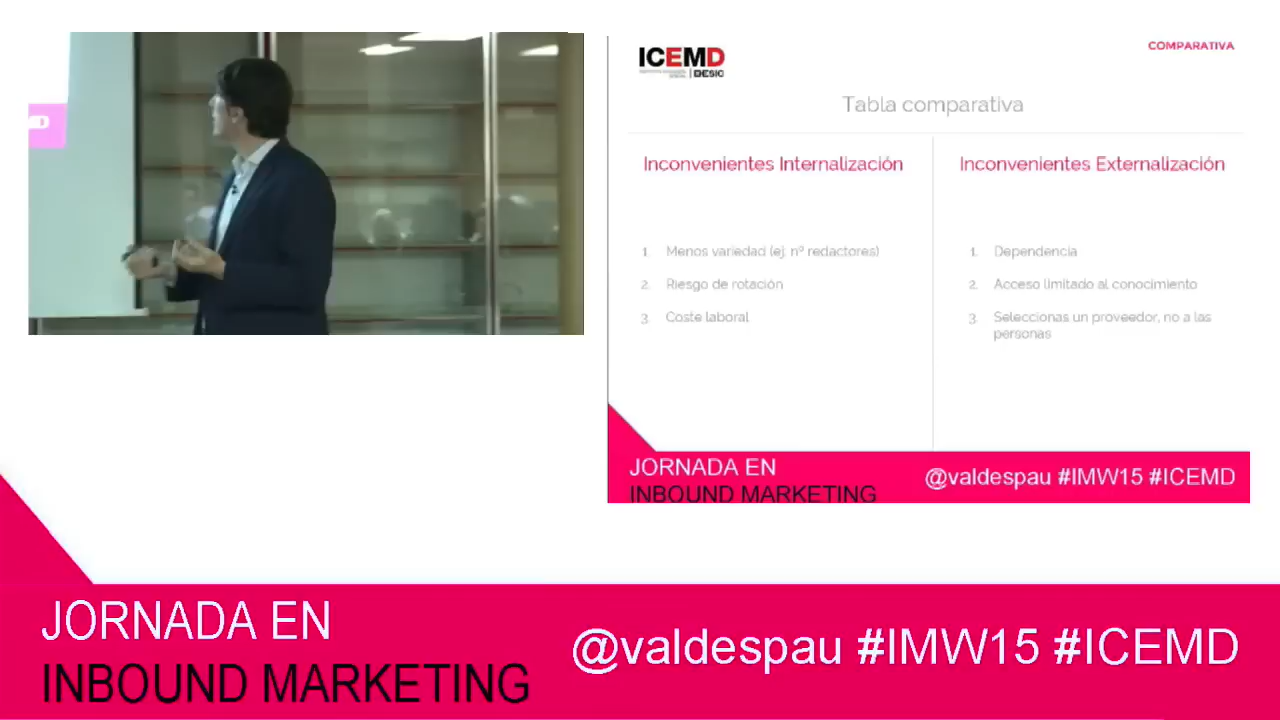 ICEMD
ESIC
COMPARATIVA
Tabla comparativa
Inconvenientes Internalización
1. Menos variedad (ej. nº redactores)
2. Riesgo de rotación
3. Coste laboral
Inconvenientes Externalización
1. Dependencia
2. Acceso limitado al conocimiento
3. Seleccionas un proveedor, no a las
personas
JORNADA EN
INBOUND MARKETING
@valdespau #IMW15 #ICEMD
JORNADA EN
INBOUND MARKETING
@valdespau #IMW15 #ICEMD